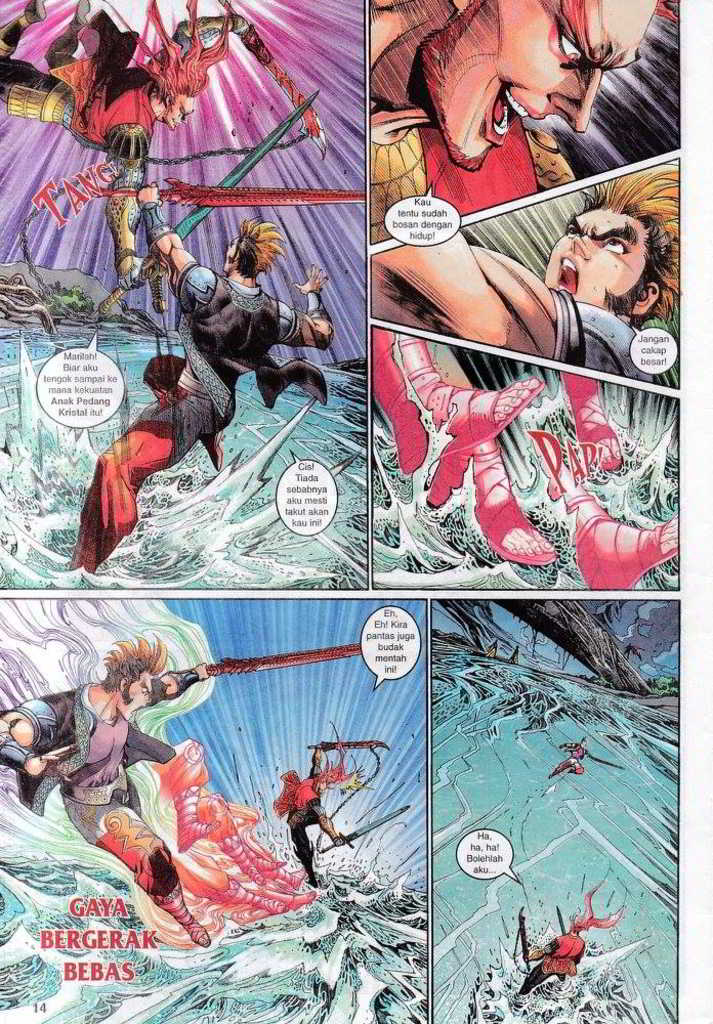 TANG
Marilah!
Biar aku
tengok sampai ke
mana kekuatan
Anak Pedang
Kristal itu!
Cis!
Tiada
sebabnya
aku mesti
takut akan
kau ini!
Kau
tentu sudah
bosan dengan
hidup!
Jangan
cakap
besar!
PAP!
Eh,
Eh! Kira
pantas juga
budak
mentah
ini!
GAYA
BERGERAK
BEBAS
Ha,
ha, ha!
Bolehlah
aku...
14